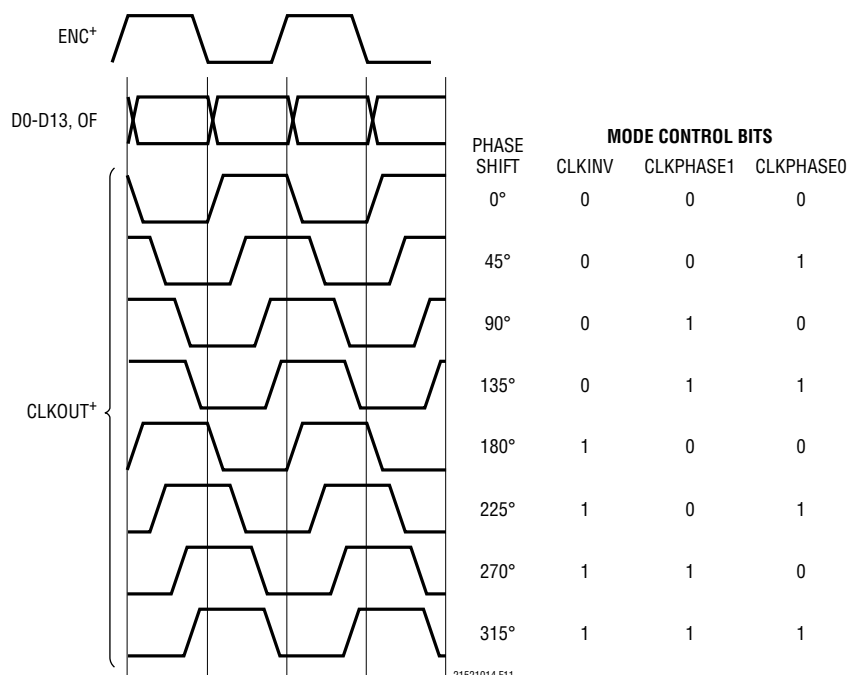 ENC+
D0-D13, OF
CLKOUT+
MODE CONTROL BITS
PHASE
SHIFT CLKINV CLKPHASE1 CLKPHASE0
0° 0 0 0
45° 0 0 1
90° 0 1 0
135° 0 1 1
180° 1 0 0
225° 1 0 1
270° 1 1 0
315° 1 1 1